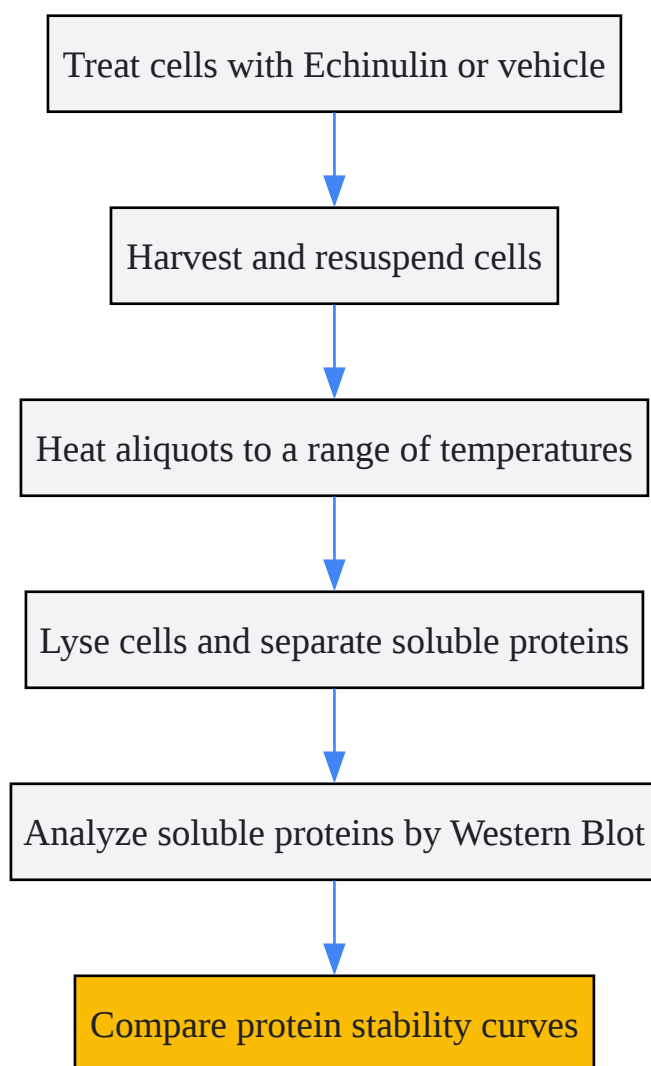 Treat cells with Echinulin or vehicle
Harvest and resuspend cells
Heat aliquots to a range of temperatures
Lyse cells and separate soluble proteins
Analyze soluble proteins by Western Blot
Compare protein stability curves